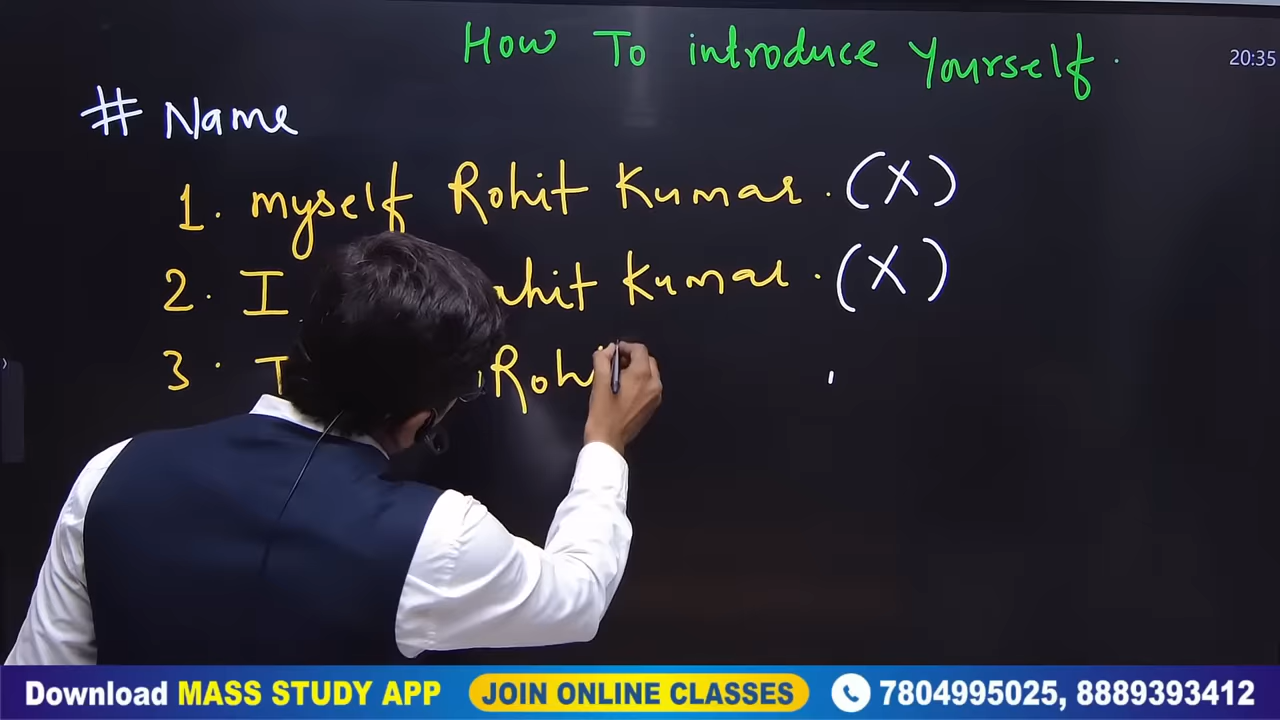 How To introduce Yourself.
20:35
# Name
1. myself Rohit Kumar. (X)
2. I Kumar. (X)
3.
Download MASS STUDY APP JOIN ONLINE CLASSES 7804995025, 8889393412